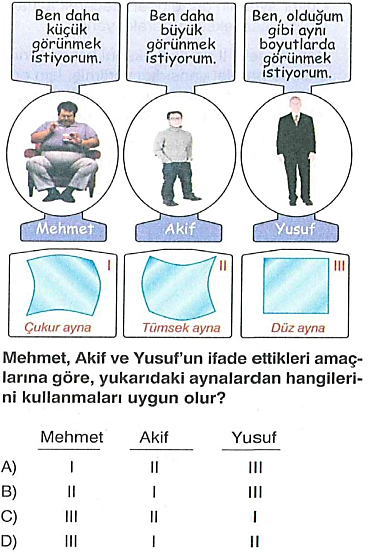 Ben daha
küçük
görünmek
istiyorum.
Ben daha
büyük
görünmek
istiyorum.
Ben, olduğum
gibi aynı
boyutlarda
görünmek
istiyorum.
Mehmet
Akif
Yusuf
I
Çukur ayna
II
Tümsek ayna
III
Düz ayna
Mehmet, Akif ve Yusuf'un ifade ettikleri amaç-
larına göre, yukarıdaki aynalardan hangileri-
ni kullanmaları uygun olur?
Mehmet Akif Yusuf
A) I II III
B) II I III
C) III II I
D) III I II